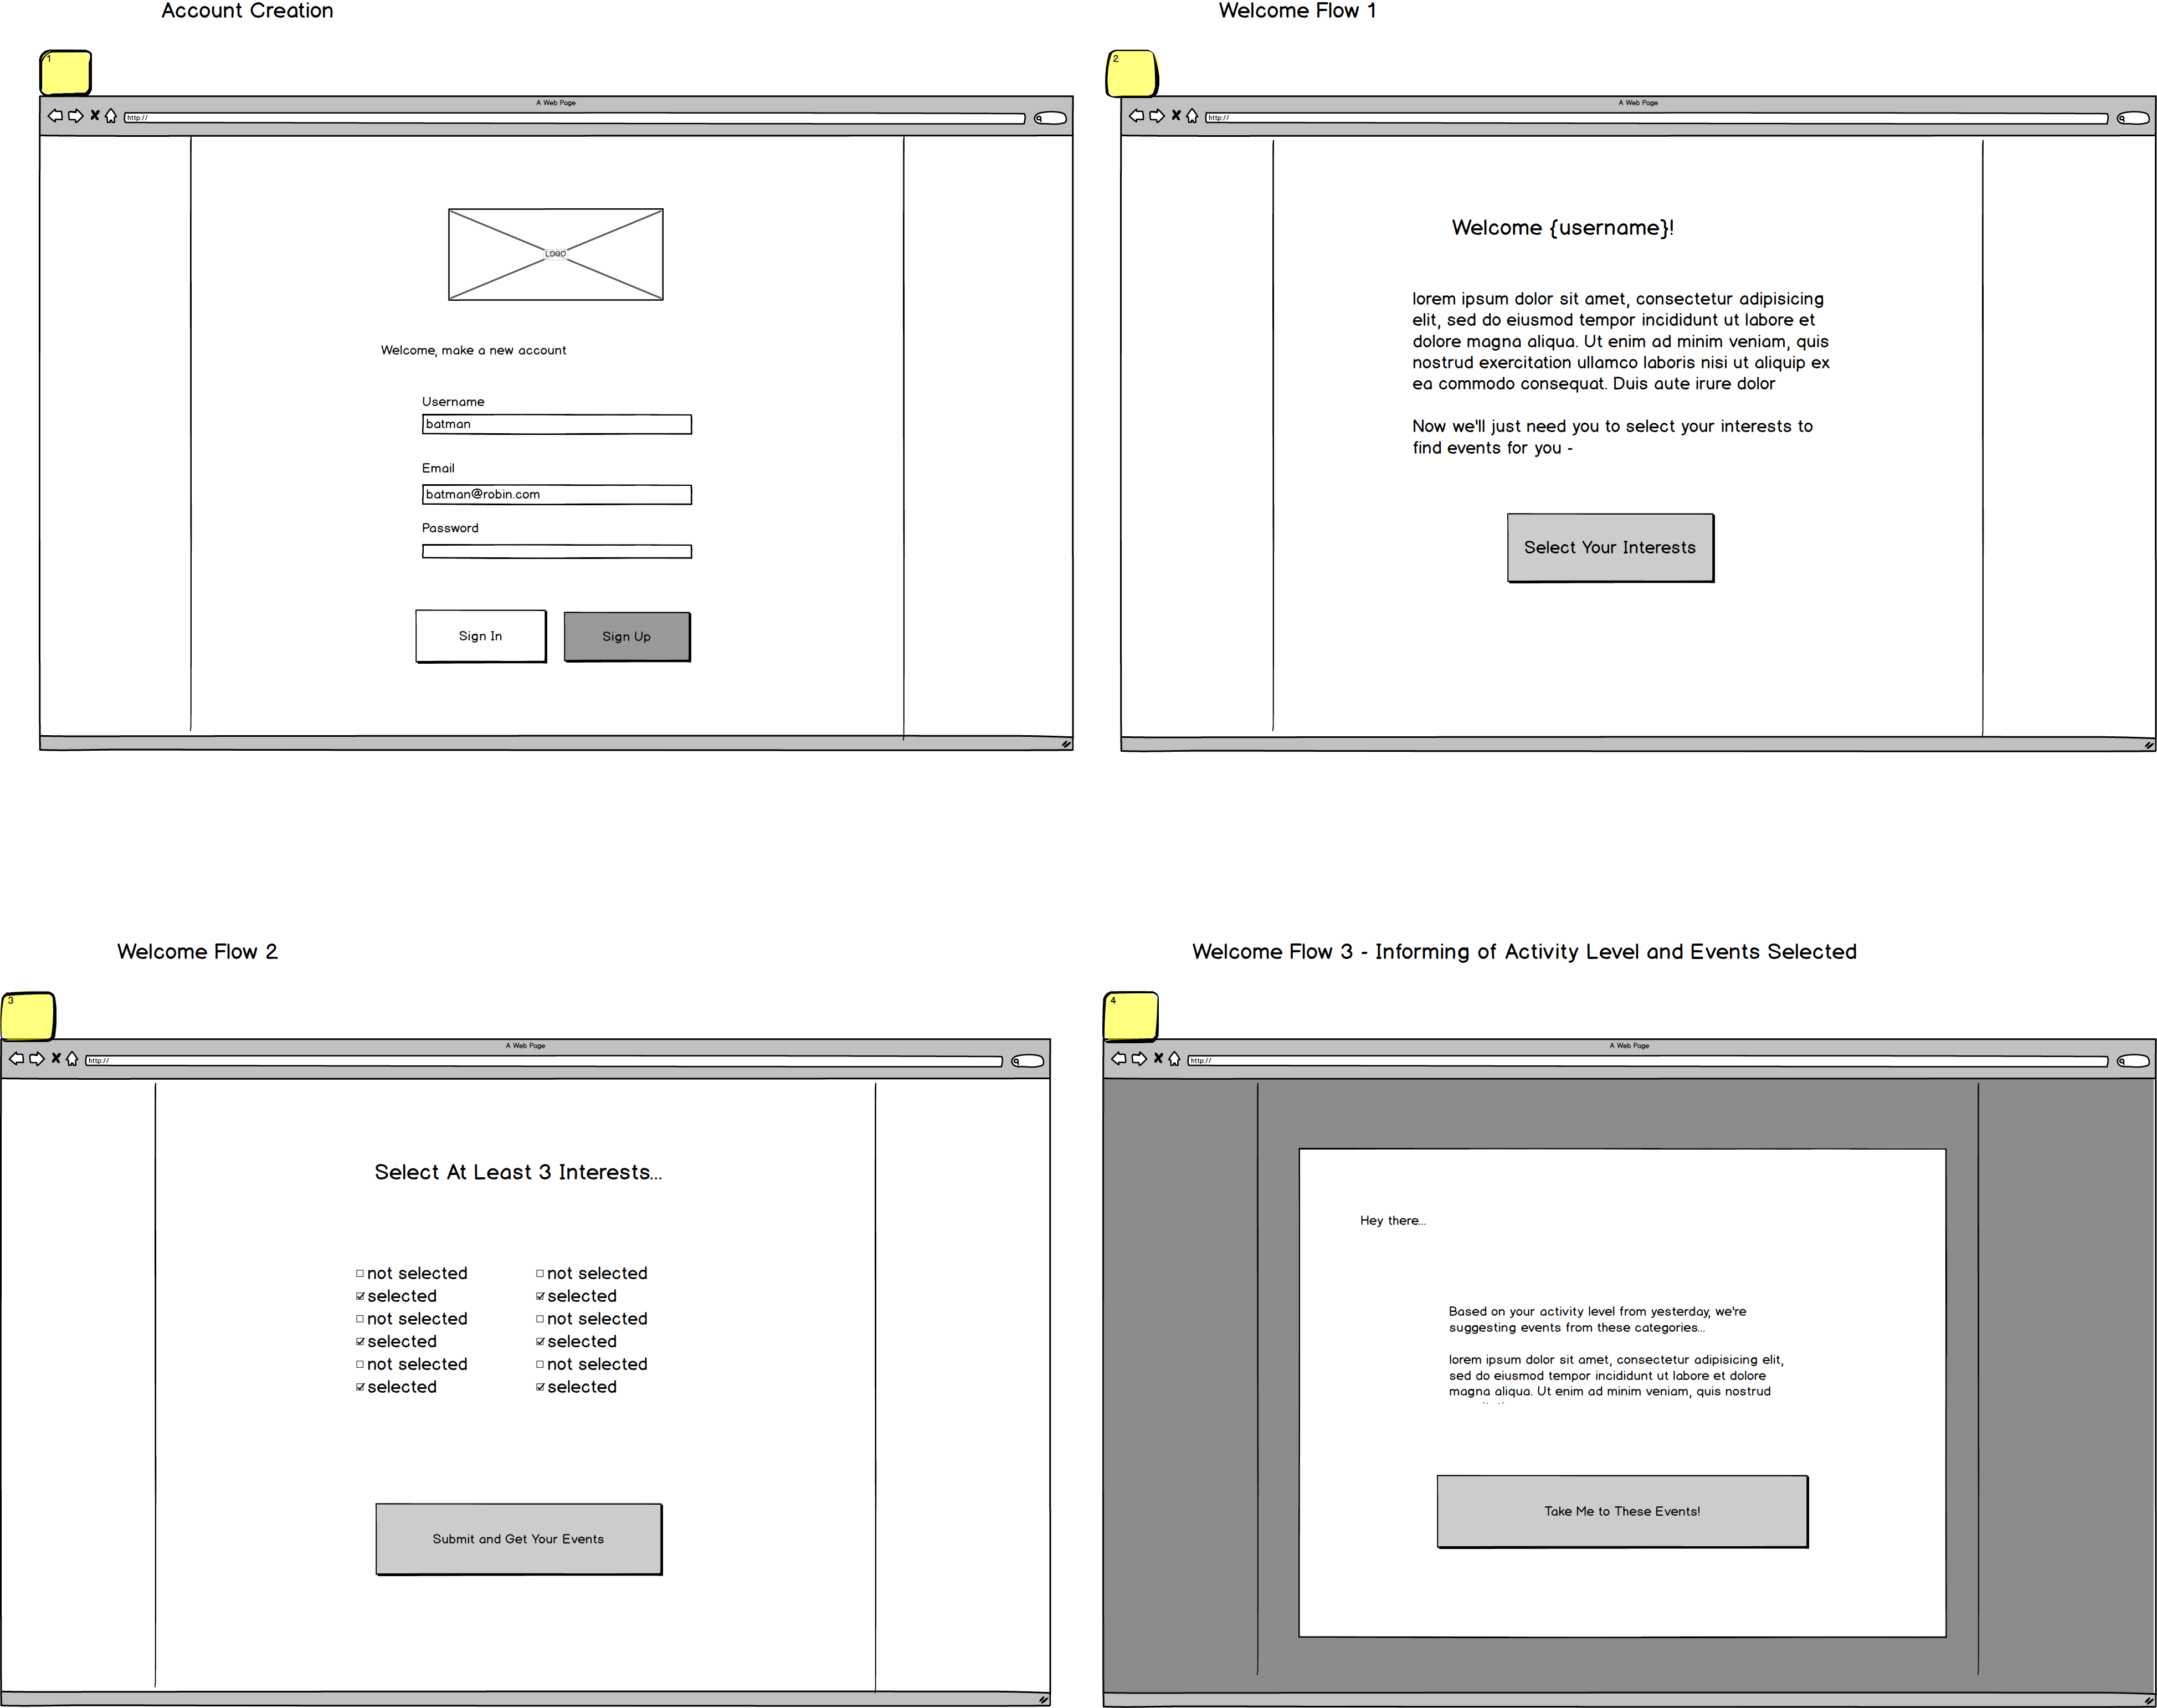 Account Creation
1
A Web Page
http://
LOGO
Welcome, make a new account
Username
batman
Email
batman@robin.com
Password
Sign In
Sign Up
Welcome Flow 1
2
A Web Page
http://
Welcome {username}!
lorem ipsum dolor sit amet, consectetur adipisicing
elit, sed do eiusmod tempor incididunt ut labore et
dolore magna aliqua. Ut enim ad minim veniam, quis
nostrud exercitation ullamco laboris nisi ut aliquip ex
ea commodo consequat. Duis aute irure dolor
Now we'll just need you to select your interests to
find events for you -
Select Your Interests
Welcome Flow 2
3
A Web Page
http://
Select At Least 3 Interests...
not selected
selected
not selected
selected
not selected
selected
not selected
selected
not selected
selected
not selected
selected
Submit and Get Your Events
Welcome Flow 3 - Informing of Activity Level and Events Selected
4
A Web Page
http://
Hey there...
Based on your activity level from yesterday, we're
suggesting events from these categories...
lorem ipsum dolor sit amet, consectetur adipisicing elit,
sed do eiusmod tempor incididunt ut labore et dolore
magna aliqua. Ut enim ad minim veniam, quis nostrud
Take Me to These Events!